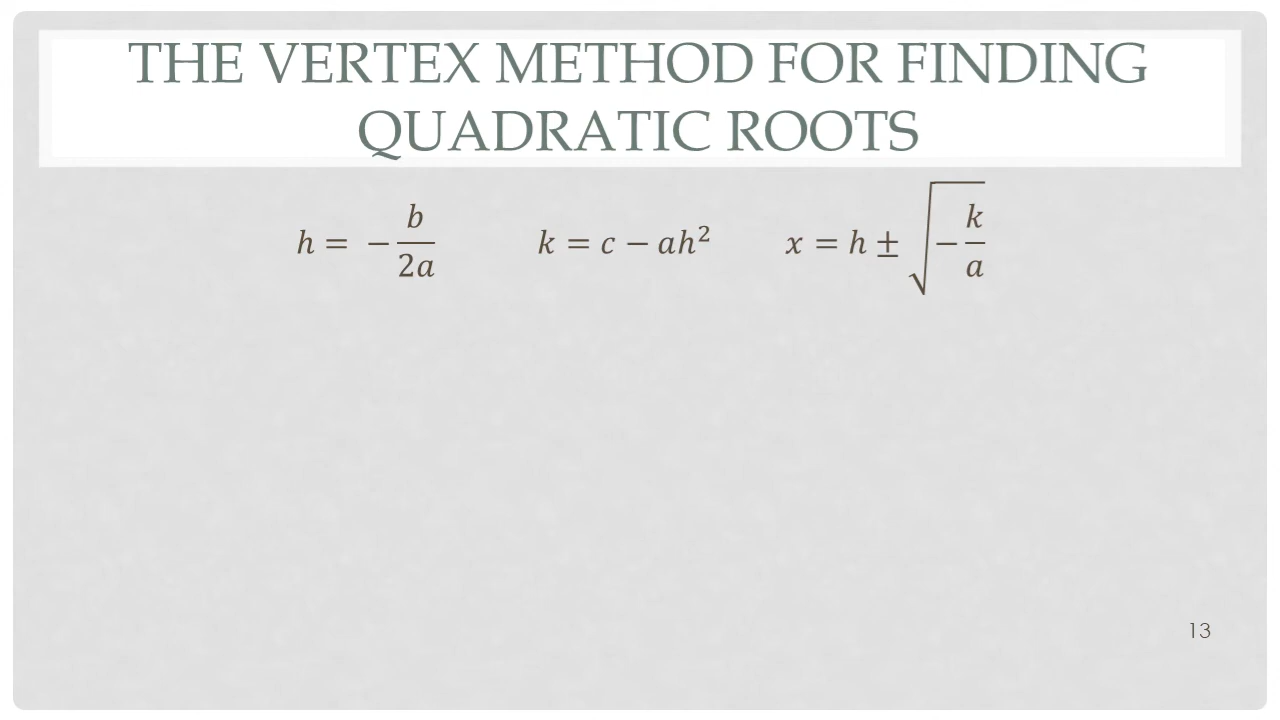 THE VERTEX METHOD FOR FINDING
QUADRATIC ROOTS
h = −b/2a    k = c − ah²    x = h ± √(−k/a)
13